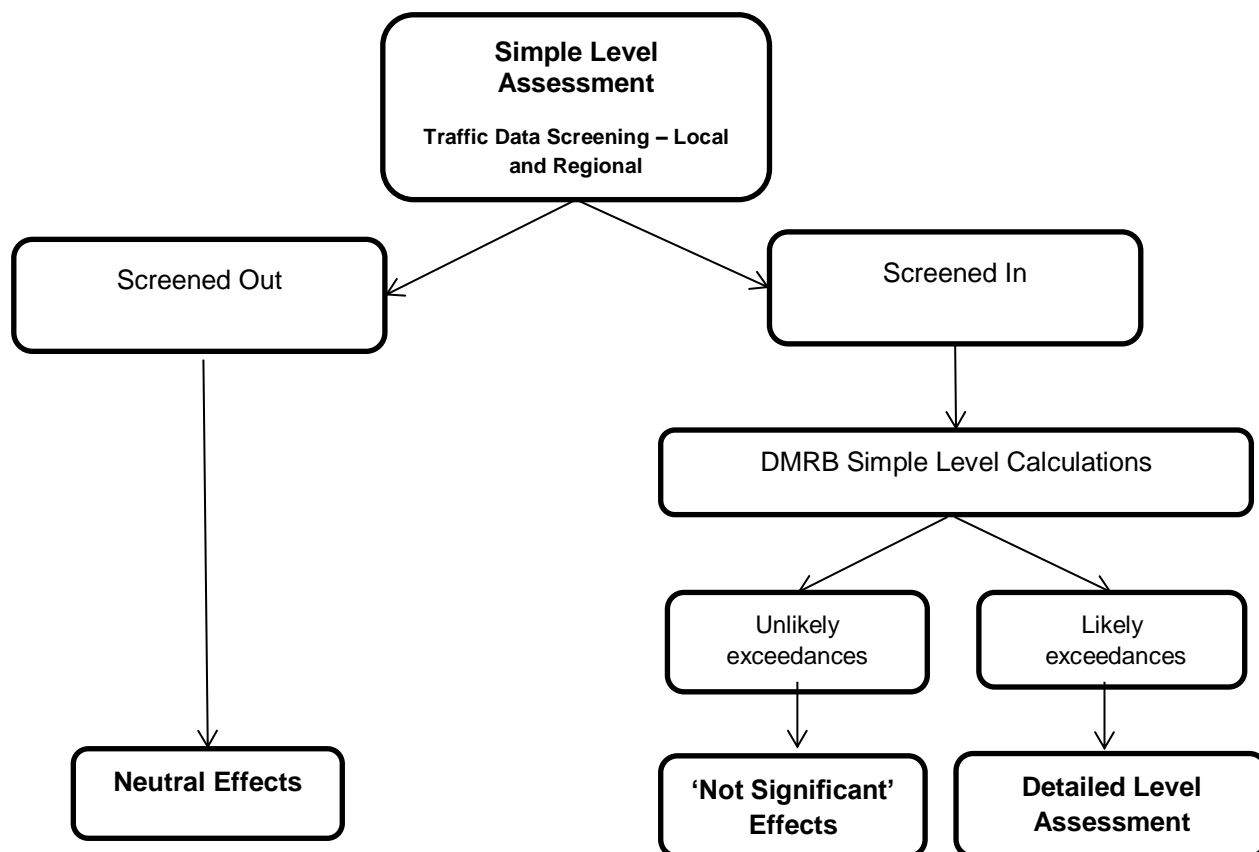 Simple Level
Assessment
Traffic Data Screening – Local
and Regional
Screened Out
Screened In
DMRB Simple Level Calculations
Unlikely
exceedances
Likely
exceedances
Neutral Effects
‘Not Significant’
Effects
Detailed Level
Assessment